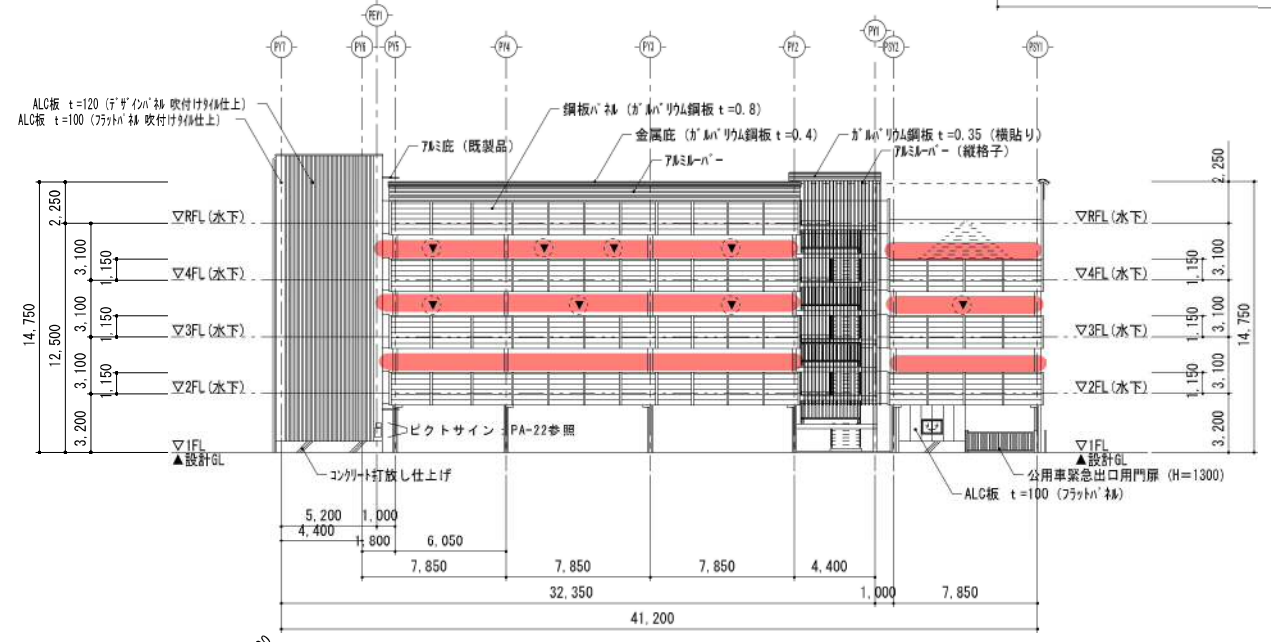 PEY1
PY7
PY6
PY5
PY4
PY3
PY2
PY1
PSY2
PSY1
ALC板 t=120 (ﾃﾞｻﾞｲﾝﾊﾟﾈﾙ 吹付けﾀｲﾙ仕上)
ALC板 t=100 (ﾌﾗｯﾄﾊﾟﾈﾙ 吹付けﾀｲﾙ仕上)
ｱﾙﾐ庇 (既製品)
鋼板ﾊﾟﾈﾙ (ｶﾞﾙﾊﾞﾘｳﾑ鋼板 t=0.8)
金属庇 (ｶﾞﾙﾊﾞﾘｳﾑ鋼板 t=0.4)
ｱﾙﾐﾙｰﾊﾞｰ
ｶﾞﾙﾊﾞﾘｳﾑ鋼板 t=0.35 (横貼り)
ｱﾙﾐﾙｰﾊﾞｰ (縦格子)
14,750
12,500
2,250
3,100
3,100
3,100
3,200
1,150
1,150
1,150
▽RFL(水下)
▽4FL(水下)
▽3FL(水下)
▽2FL(水下)
▽1FL
▲設計GL
▽RFL(水下)
▽4FL(水下)
▽3FL(水下)
▽2FL(水下)
▽1FL
▲設計GL
1,150
1,150
1,150
2,250
3,100
3,100
3,100
3,200
14,750
ピクトサイン：PA-22参照
ｺﾝｸﾘｰﾄ打放し仕上げ
公用車緊急出口用門扉 (H=1300)
ALC板 t=100 (ﾌﾗｯﾄﾊﾟﾈﾙ)
5,200
1,000
4,400
1,800
6,050
7,850
7,850
7,850
4,400
32,350
1,000
7,850
41,200